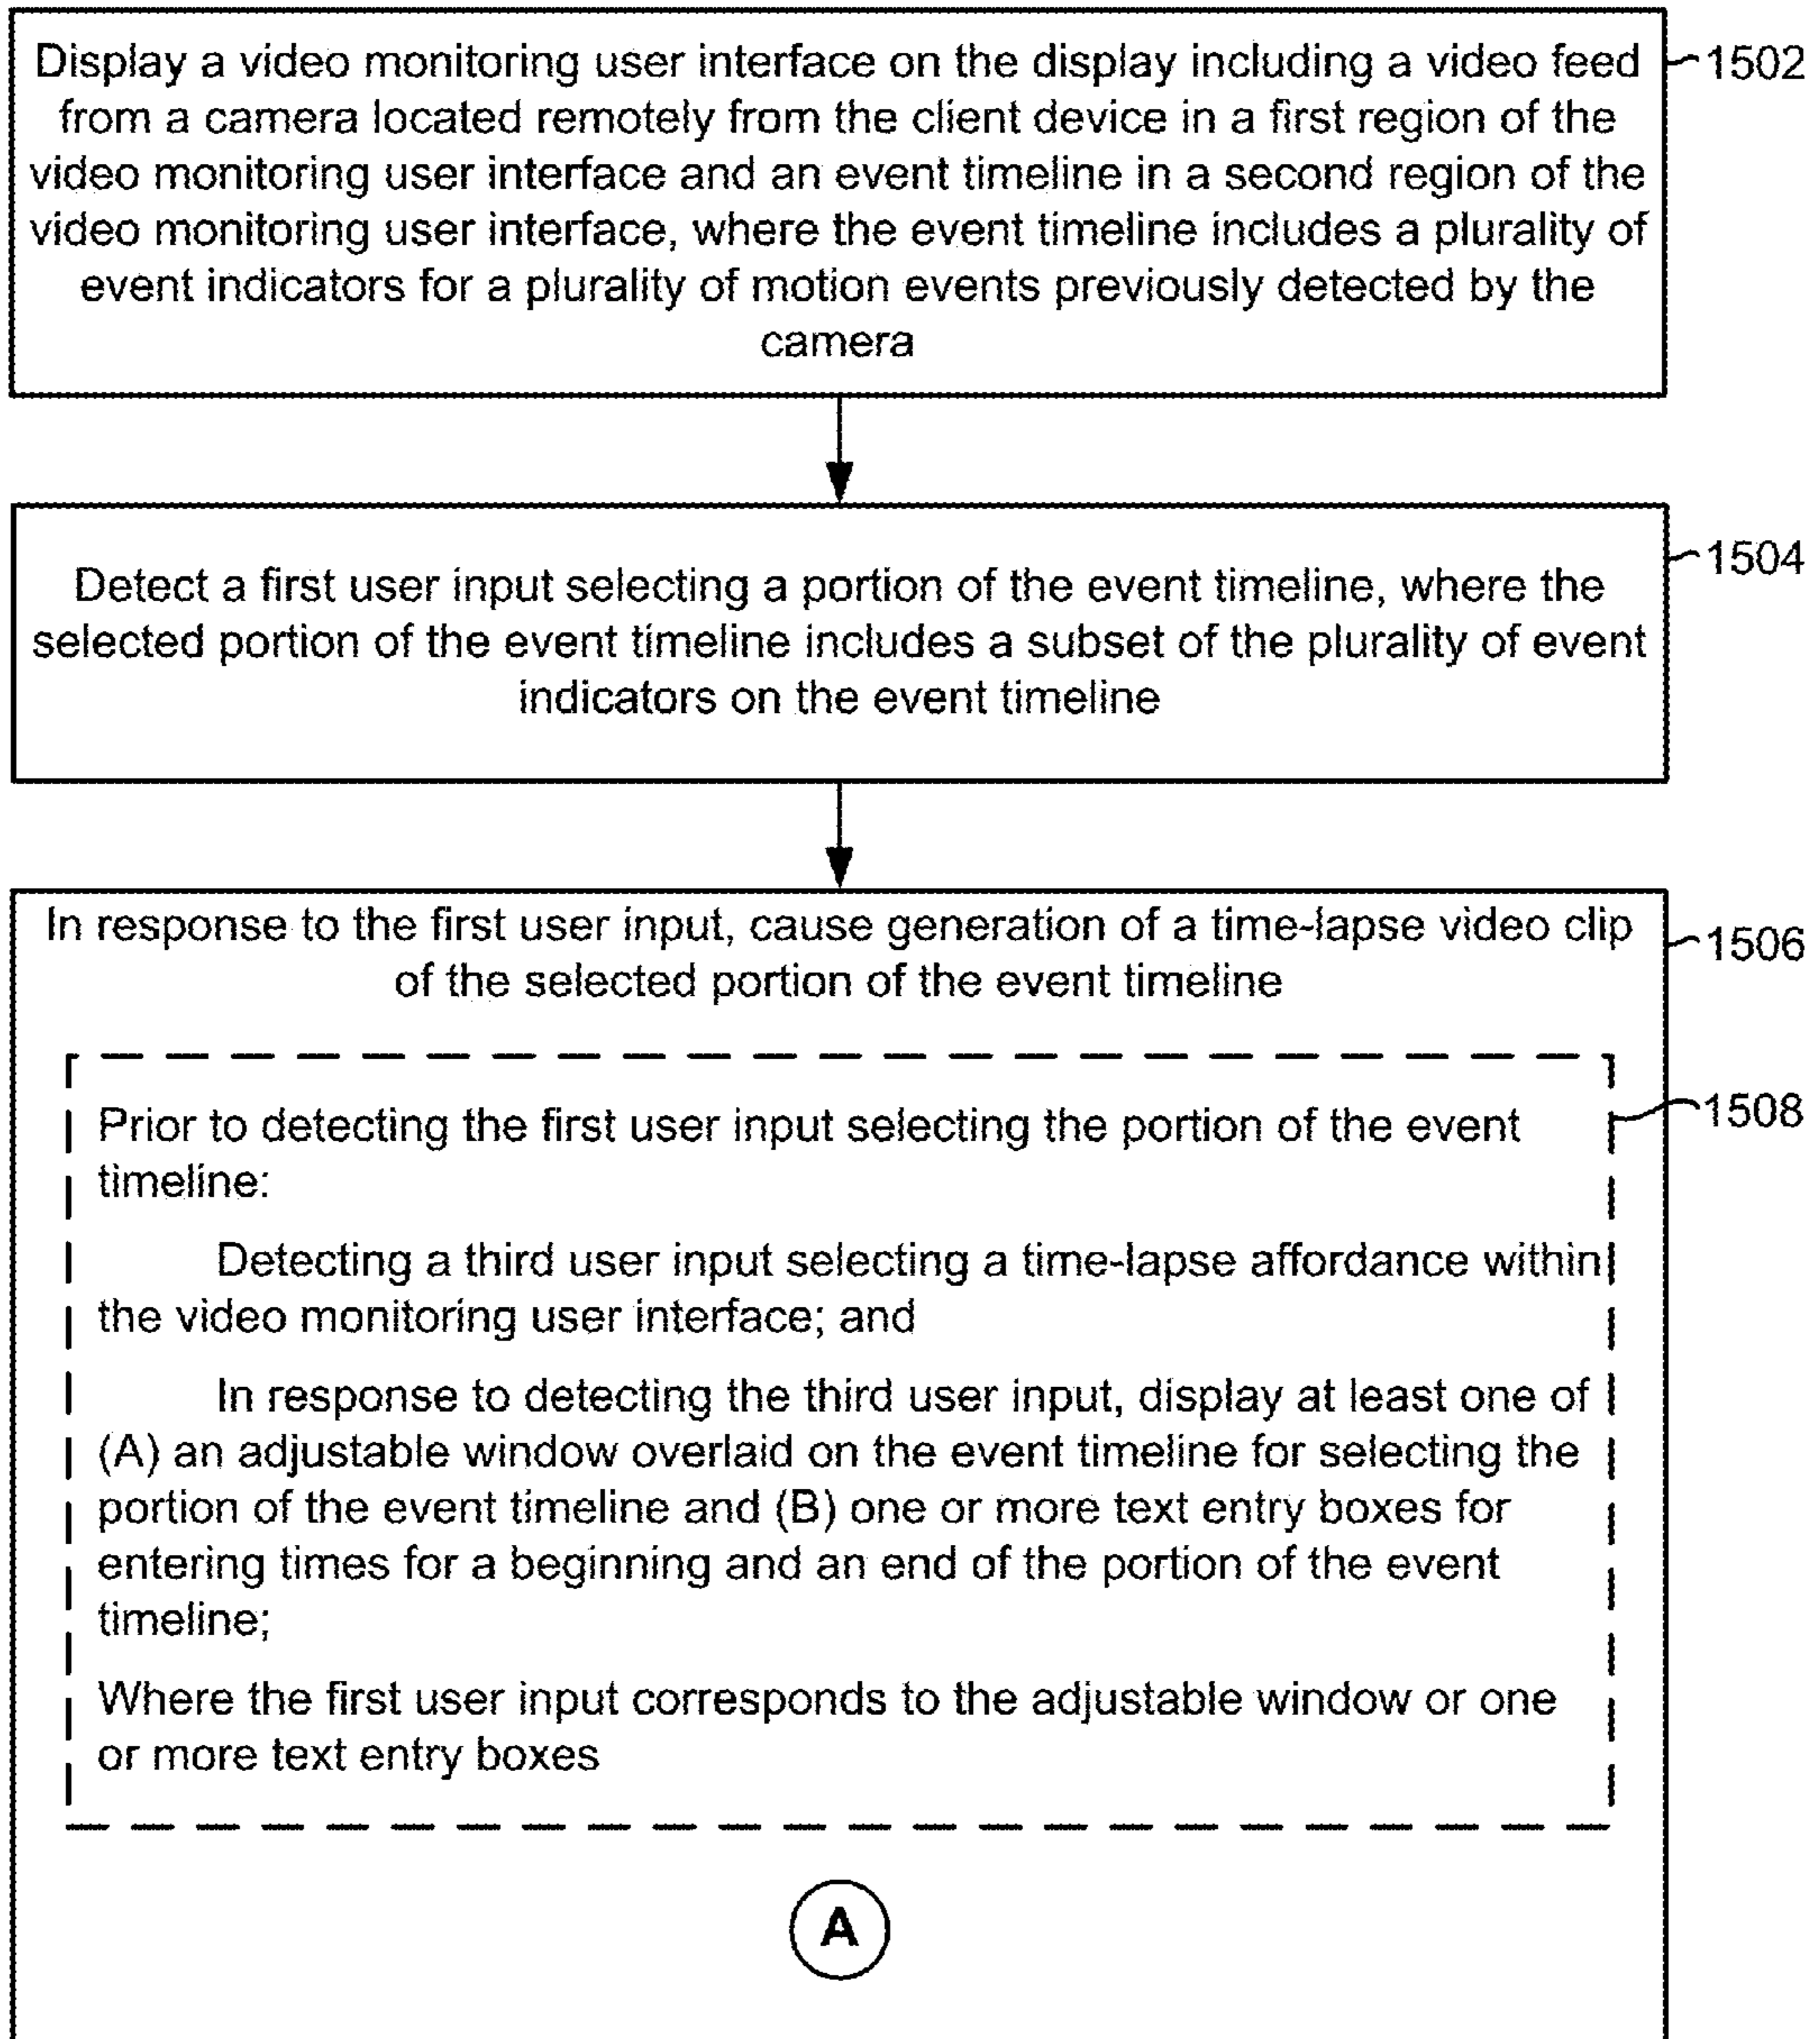 Display a video monitoring user interface on the display including a video feed
from a camera located remotely from the client device in a first region of the
video monitoring user interface and an event timeline in a second region of the
video monitoring user interface, where the event timeline includes a plurality of
event indicators for a plurality of motion events previously detected by the
camera
1502
Detect a first user input selecting a portion of the event timeline, where the
selected portion of the event timeline includes a subset of the plurality of event
indicators on the event timeline
1504
In response to the first user input, cause generation of a time-lapse video clip
of the selected portion of the event timeline
1506
Prior to detecting the first user input selecting the portion of the event
timeline:
Detecting a third user input selecting a time-lapse affordance within
the video monitoring user interface; and
In response to detecting the third user input, display at least one of
(A) an adjustable window overlaid on the event timeline for selecting the
portion of the event timeline and (B) one or more text entry boxes for
entering times for a beginning and an end of the portion of the event
timeline;
Where the first user input corresponds to the adjustable window or one
or more text entry boxes
1508
A